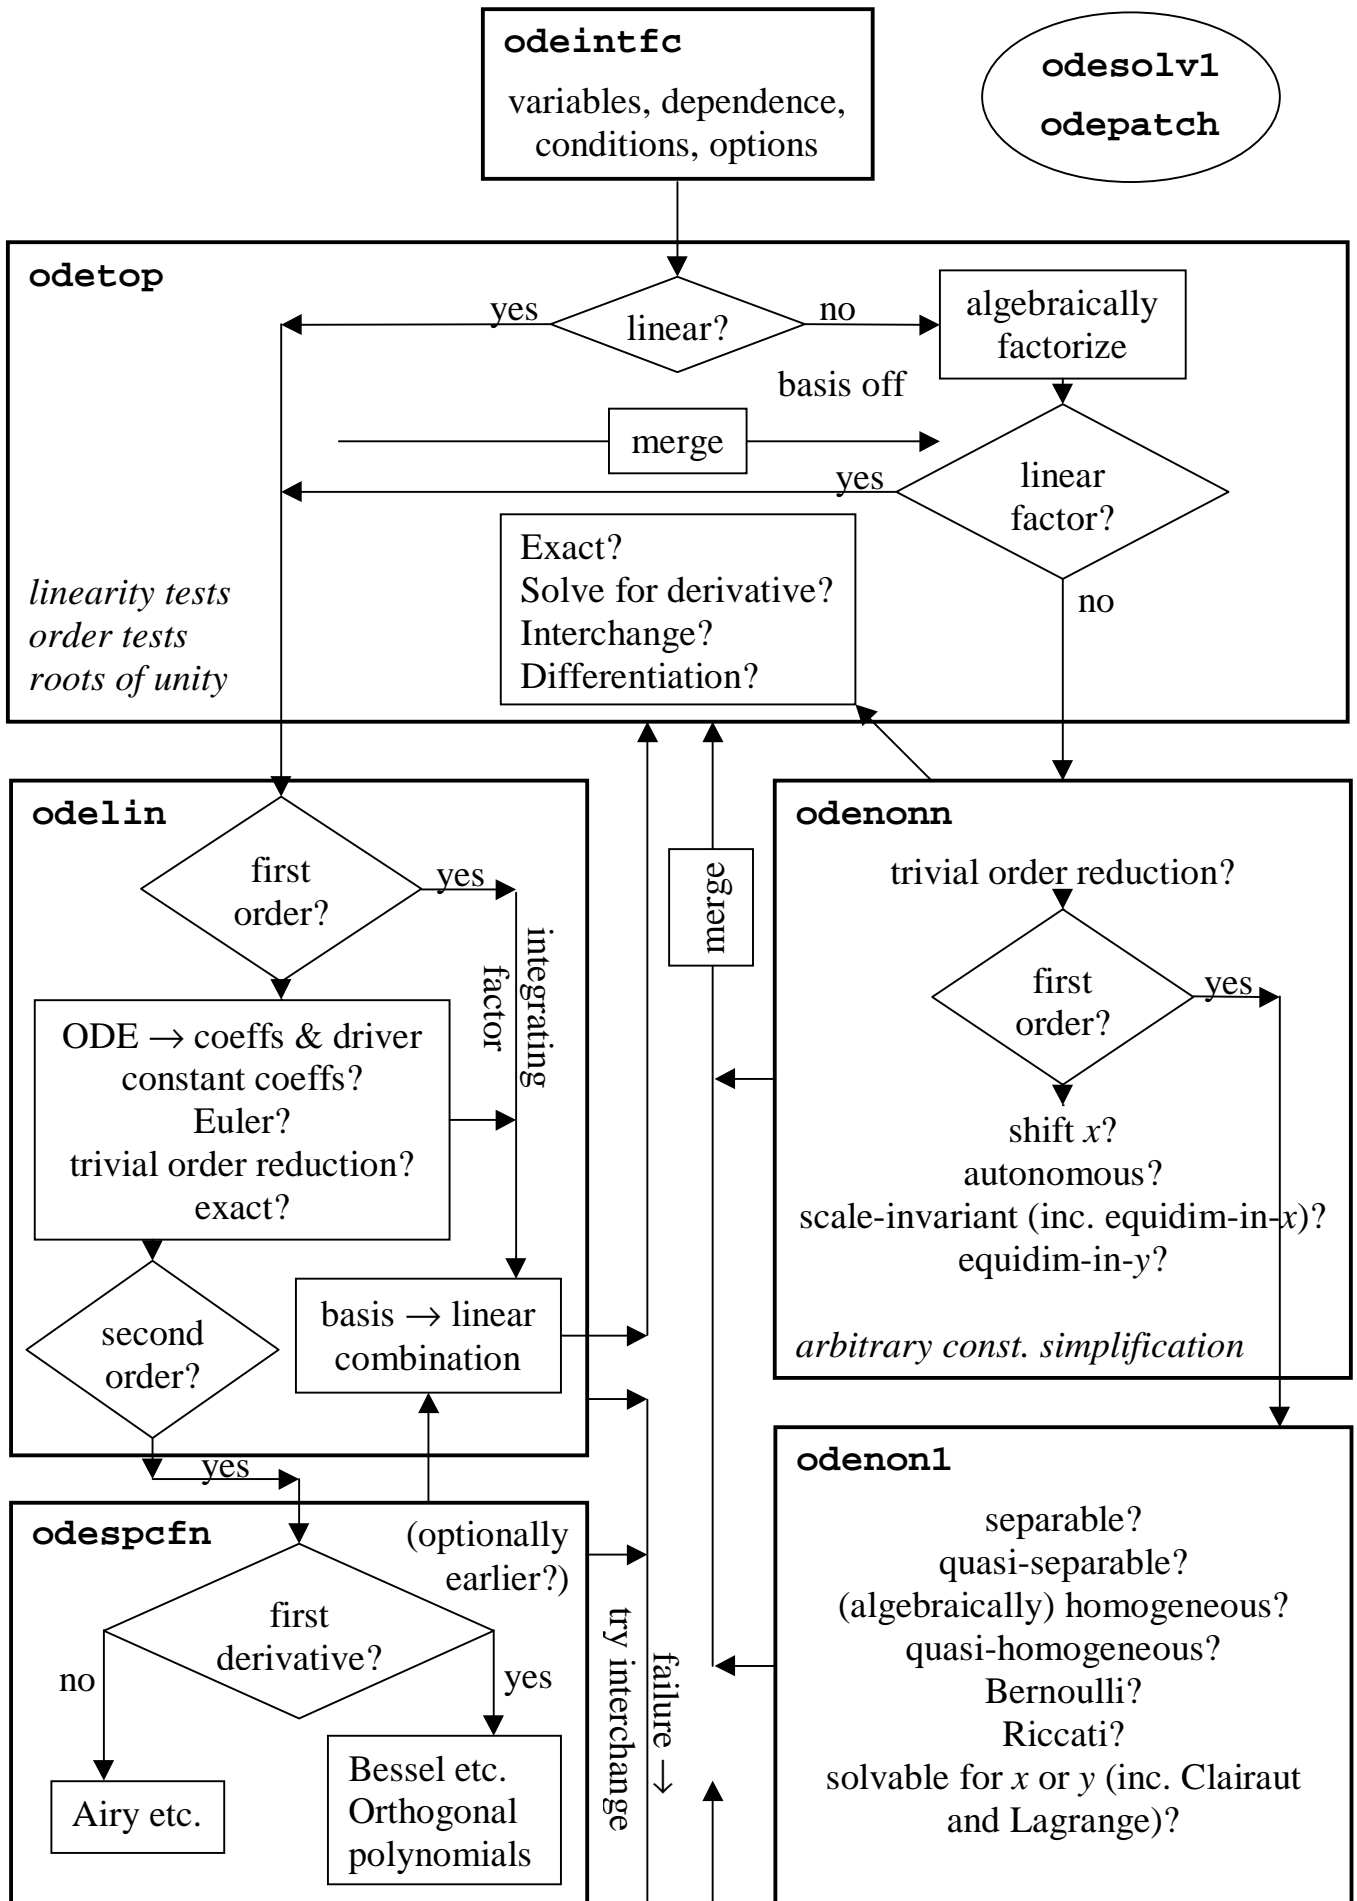 odeintfc
variables, dependence,
conditions, options
odesolv1
odepatch
odetop
yes
linear?
no
algebraically
factorize
basis off
merge
yes
linear
factor?
Exact?
Solve for derivative?
Interchange?
Differentiation?
linearity tests
order tests
roots of unity
no
odelin
first
order?
yes
integrating
factor
ODE → coeffs & driver
constant coeffs?
Euler?
trivial order reduction?
exact?
second
order?
basis → linear
combination
yes
merge
odenonn
trivial order reduction?
first
order?
yes
shift x?
autonomous?
scale-invariant (inc. equidim-in-x)?
equidim-in-y?
arbitrary const. simplification
odespcfn
(optionally
earlier?)
first
derivative?
no
yes
Airy etc.
Bessel etc.
Orthogonal
polynomials
failure →
try interchange
odenon1
separable?
quasi-separable?
(algebraically) homogeneous?
quasi-homogeneous?
Bernoulli?
Riccati?
solvable for x or y (inc. Clairaut
and Lagrange)?